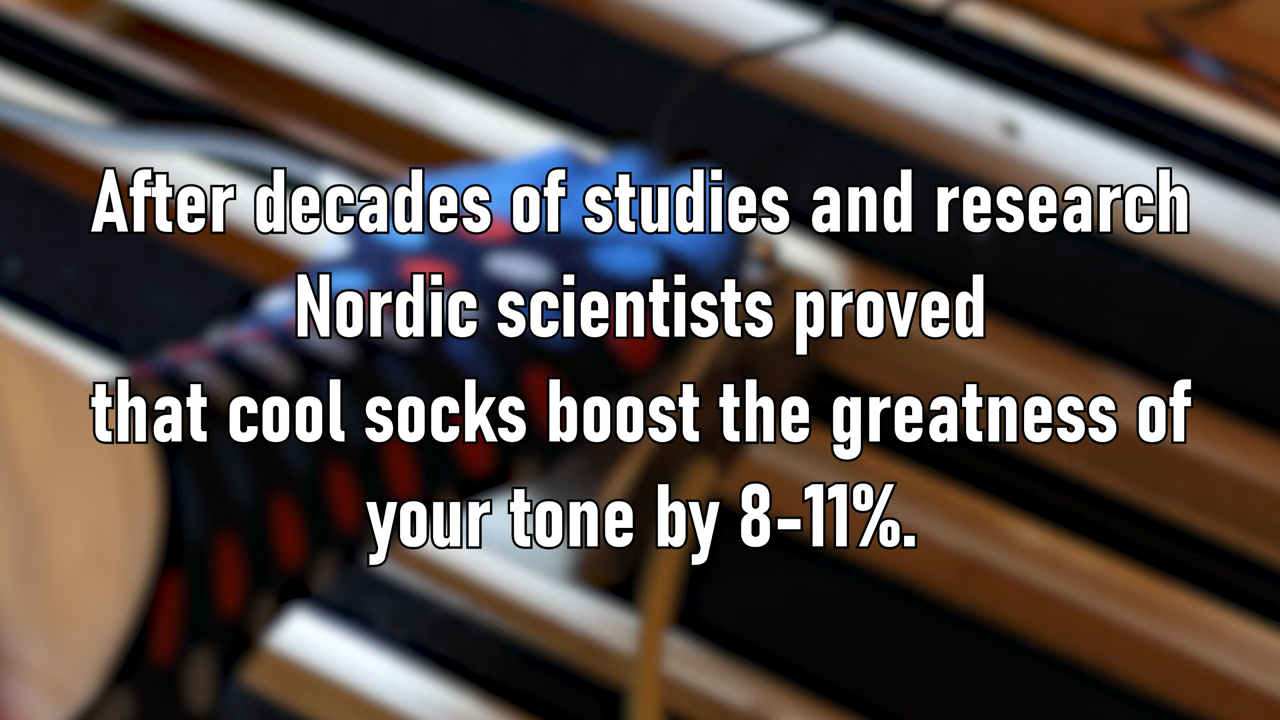 After decades of studies and research
Nordic scientists proved
that cool socks boost the greatness of
your tone by 8-11%.